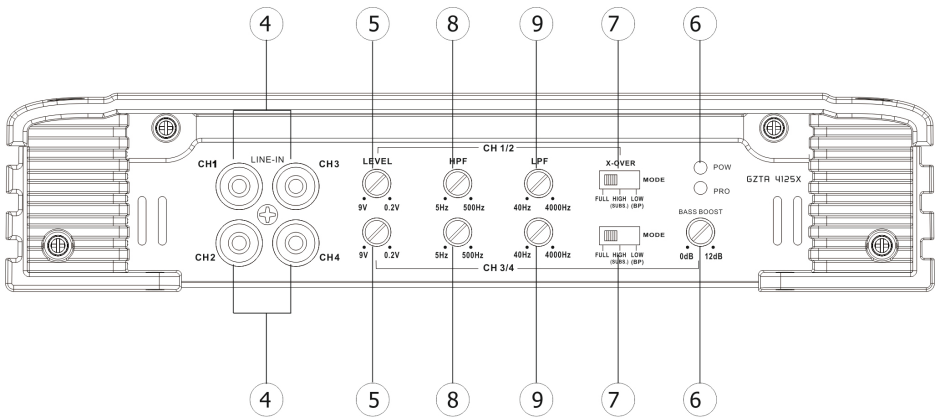 4 5 8 9 7 6
CH 1/2
CH1 LINE-IN CH3 LEVEL HPF LPF X-OVER
POW
MODE
PRO
GZTA 4125X
9V 0.2V 5Hz 500Hz 40Hz 4000Hz FULL HIGH LOW
(SUBS.) (BP)
BASS BOOST
MODE
CH2 CH4 9V 0.2V 5Hz 500Hz 40Hz 4000Hz FULL HIGH LOW 0dB 12dB
(SUBS.) (BP)
CH 3/4
4 5 8 9 7 6